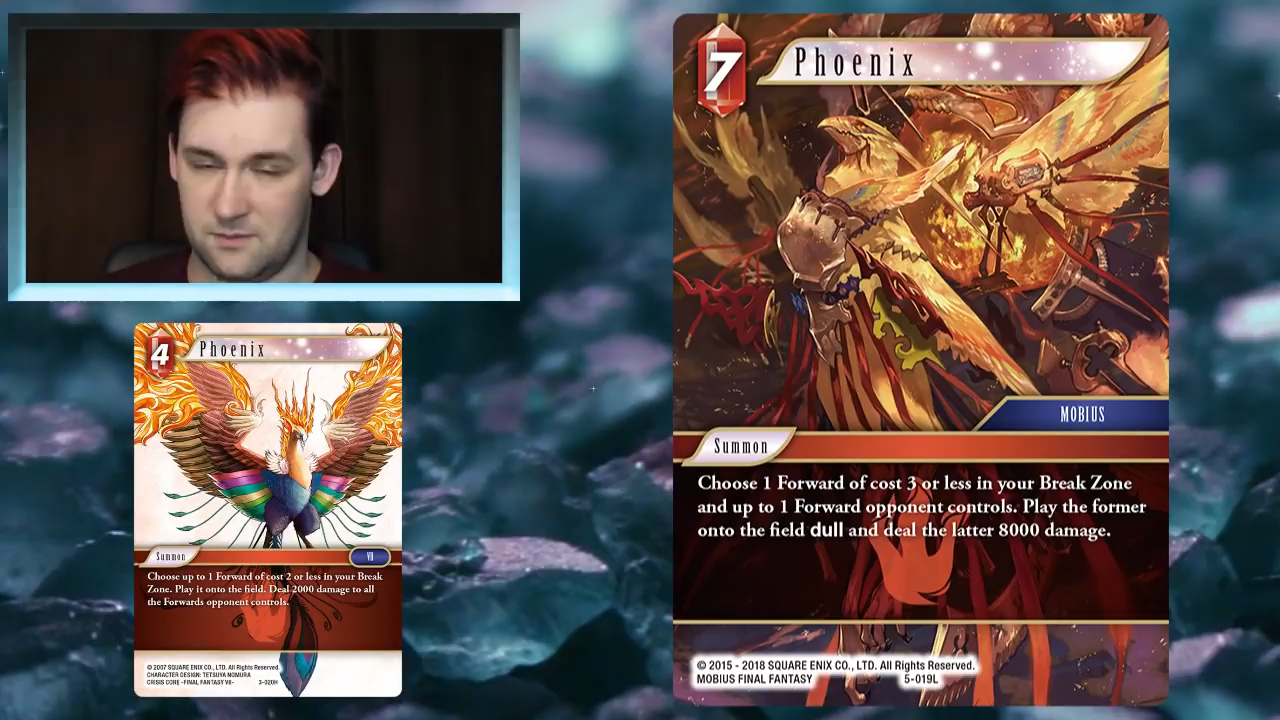 4
Phoenix
Summon
VII
Choose up to 1 Forward of cost 2 or less in your Break
Zone. Play it onto the field. Deal 2000 damage to all
the Forwards opponent controls.
© 2007 SQUARE ENIX CO., LTD. All Rights Reserved.
CHARACTER DESIGN: TETSUYA NOMURA
CRISIS CORE -FINAL FANTASY VII- 3-020H
7
Phoenix
MOBIUS
Summon
Choose 1 Forward of cost 3 or less in your Break Zone
and up to 1 Forward opponent controls. Play the former
onto the field dull and deal the latter 8000 damage.
© 2015 - 2018 SQUARE ENIX CO., LTD. All Rights Reserved.
MOBIUS FINAL FANTASY 5-019L